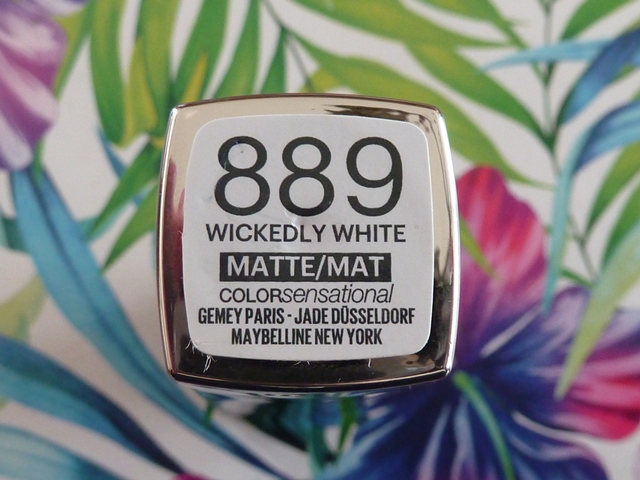 889
WICKEDLY WHITE
MATTE/MAT
COLORsensational
GEMEY PARIS - JADE DÜSSELDORF
MAYBELLINE NEW YORK